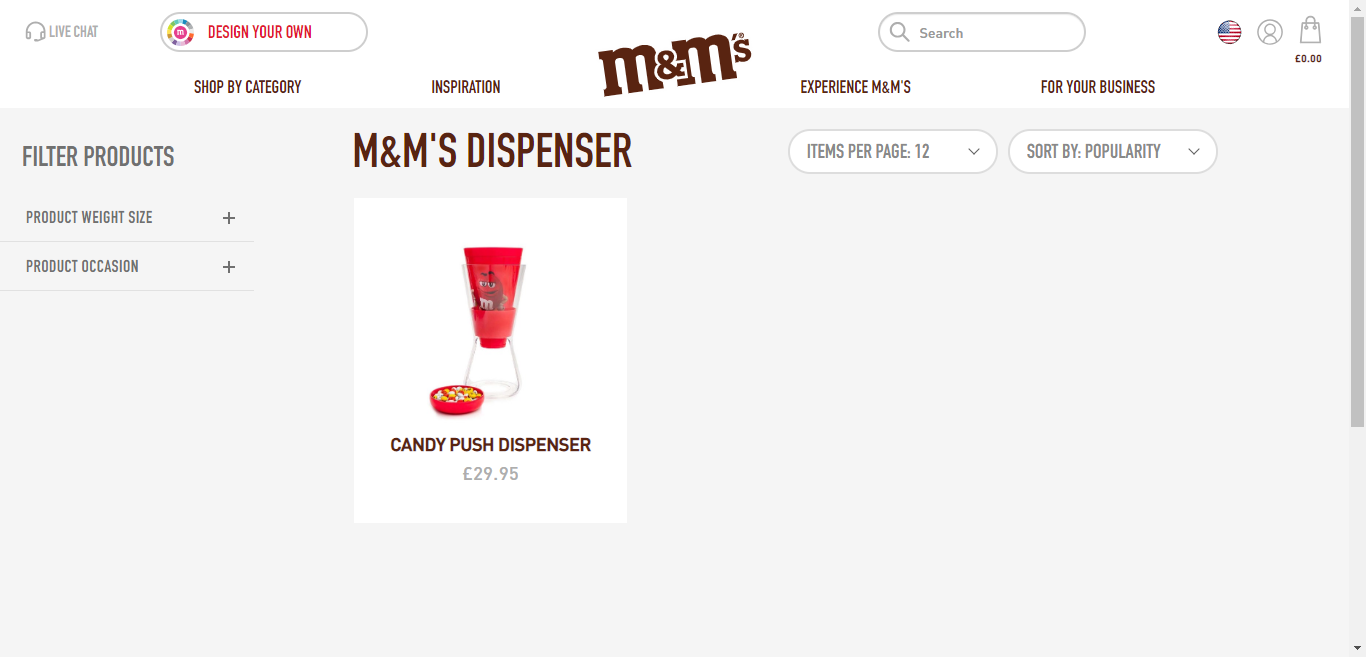 LIVE CHAT
DESIGN YOUR OWN
m&m's®
Search
£0.00
SHOP BY CATEGORY
INSPIRATION
EXPERIENCE M&M'S
FOR YOUR BUSINESS
FILTER PRODUCTS
M&M'S DISPENSER
ITEMS PER PAGE: 12
SORT BY: POPULARITY
PRODUCT WEIGHT SIZE
PRODUCT OCCASION
m
CANDY PUSH DISPENSER
£29.95